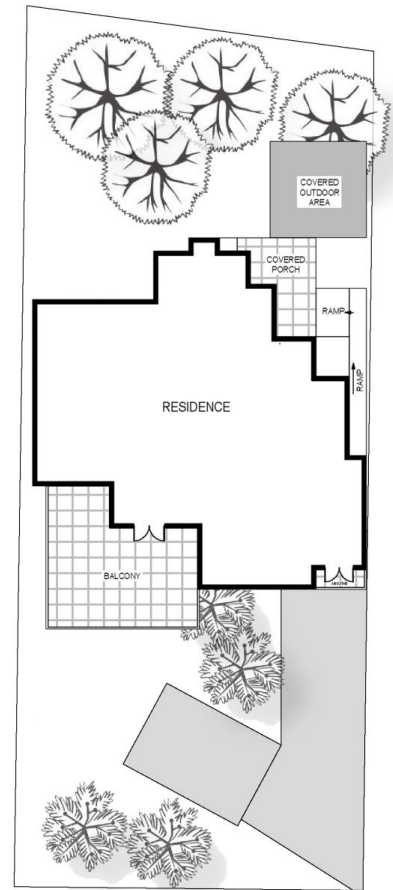 COVERED
OUTDOOR
AREA
COVERED
PORCH
RAMP
RAMP
RESIDENCE
BALCONY